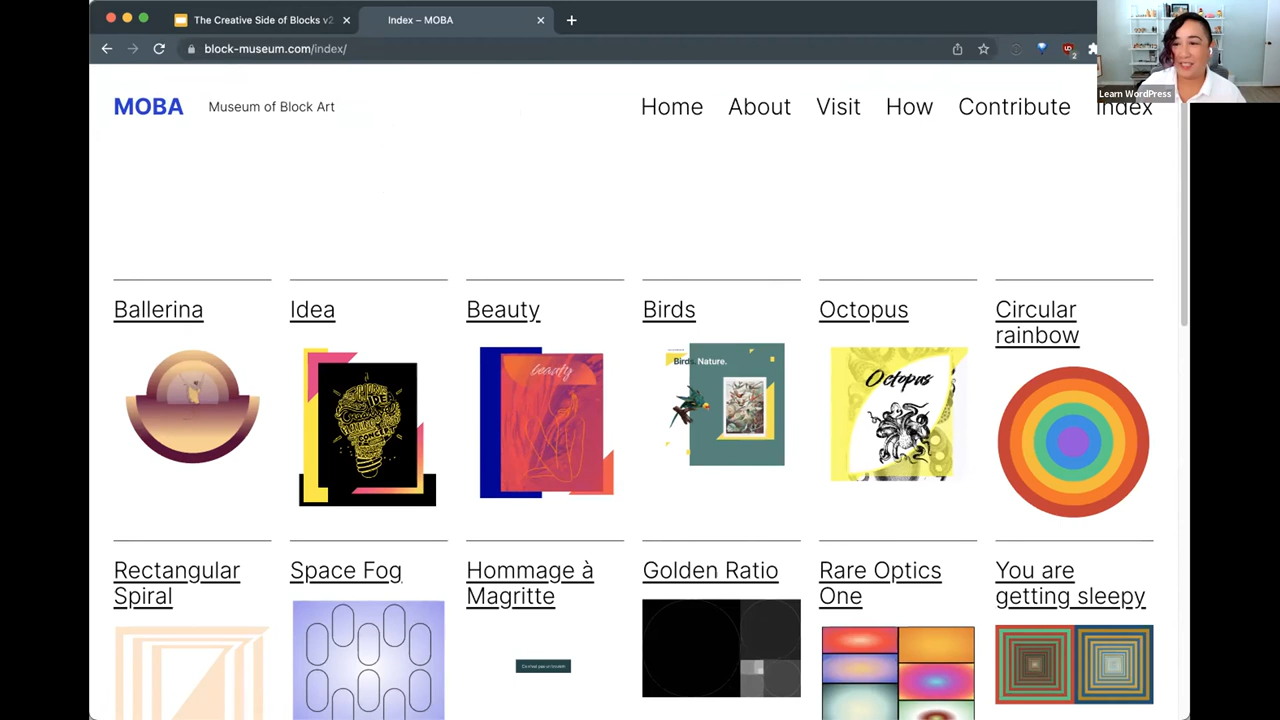 The Creative Side of Blocks v2
Index – MOBA
block-museum.com/index/
Learn WordPress
MOBA
Museum of Block Art
Home
About
Visit
How
Contribute
Index
Ballerina
Idea
Beauty
Birds
Octopus
Circular
rainbow
IDEA
beauty
Birds. Nature.
Octopus
Rectangular
Spiral
Space Fog
Hommage à
Magritte
Golden Ratio
Rare Optics
One
You are
getting sleepy